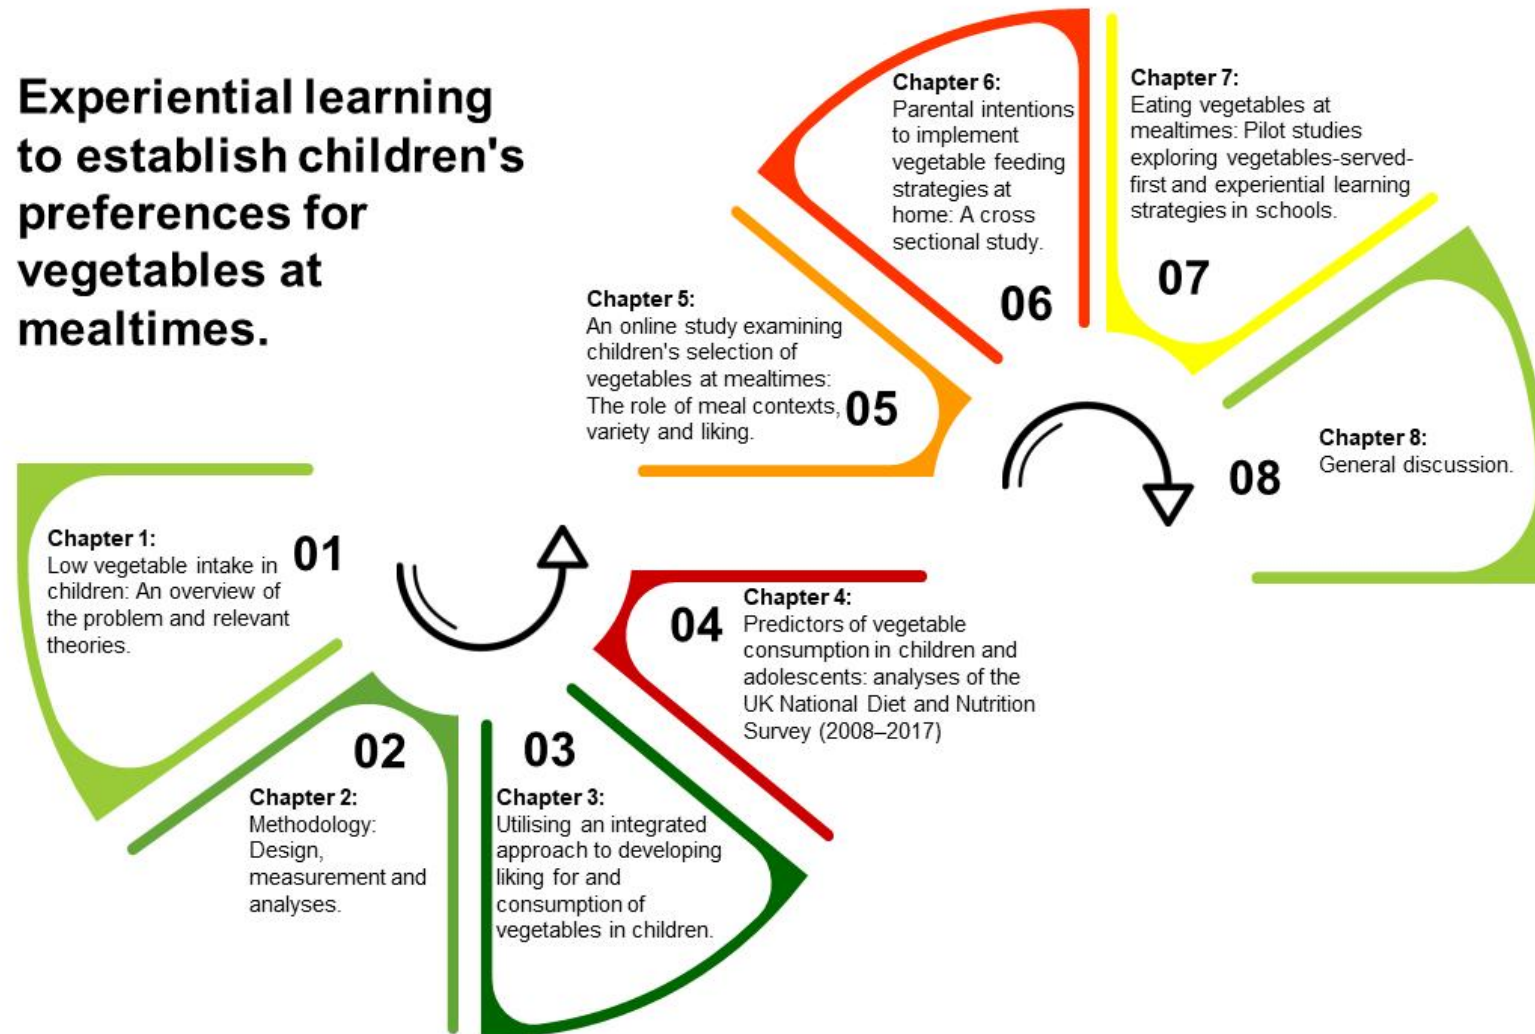 Experiential learning
to establish children's
preferences for
vegetables at
mealtimes.
Chapter 1:
Low vegetable intake in
children: An overview of
the problem and relevant
theories.
01
02
Chapter 2:
Methodology:
Design,
measurement and
analyses.
03
Chapter 3:
Utilising an integrated
approach to developing
liking for and
consumption of
vegetables in children.
04
Chapter 4:
Predictors of vegetable
consumption in children and
adolescents: analyses of the
UK National Diet and Nutrition
Survey (2008–2017)
Chapter 5:
An online study examining
children's selection of
vegetables at mealtimes:
The role of meal contexts,
variety and liking.
05
Chapter 6:
Parental intentions
to implement
vegetable feeding
strategies at
home: A cross
sectional study.
06
Chapter 7:
Eating vegetables at
mealtimes: Pilot studies
exploring vegetables-served-
first and experiential learning
strategies in schools.
07
08
Chapter 8:
General discussion.